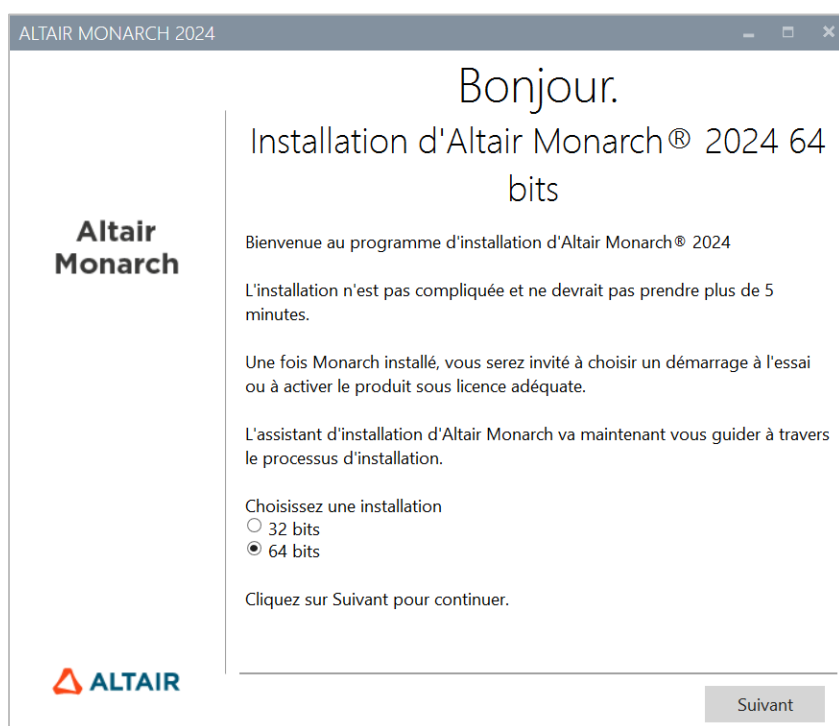 ALTAIR MONARCH 2024
Bonjour.
Installation d'Altair Monarch® 2024 64
bits
Altair
Monarch
Bienvenue au programme d'installation d'Altair Monarch® 2024
L'installation n'est pas compliquée et ne devrait pas prendre plus de 5
minutes.
Une fois Monarch installé, vous serez invité à choisir un démarrage à l'essai
ou à activer le produit sous licence adéquate.
L'assistant d'installation d'Altair Monarch va maintenant vous guider à travers
le processus d'installation.
Choisissez une installation
32 bits
64 bits
Cliquez sur Suivant pour continuer.
ALTAIR
Suivant